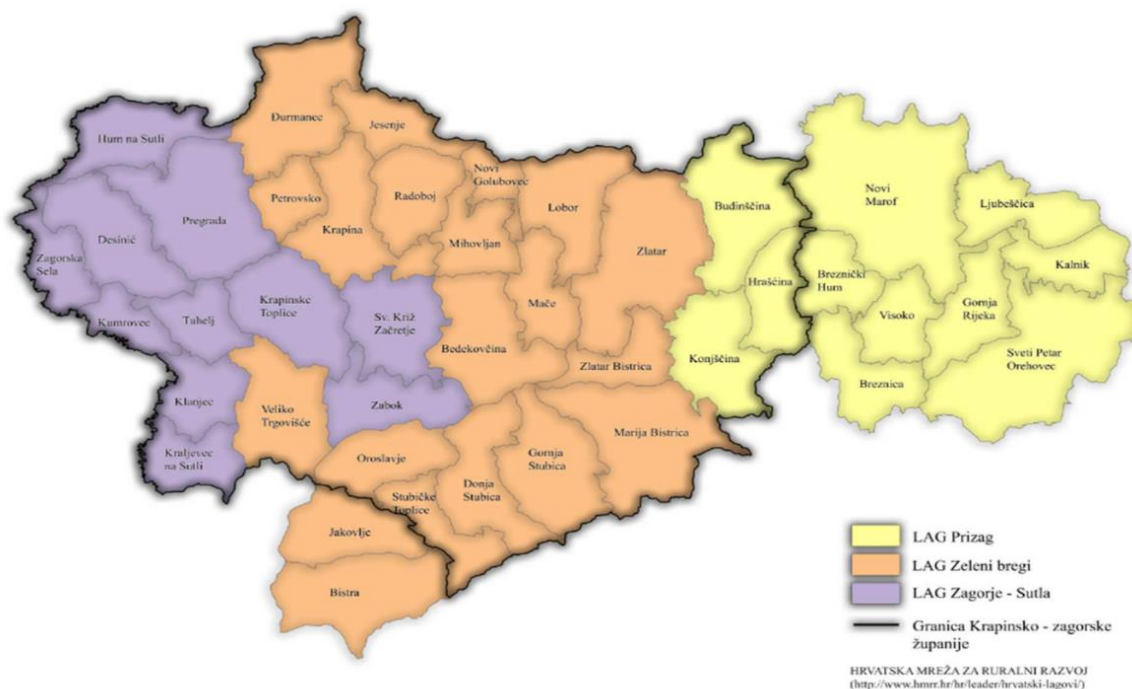 Hum na Sutli
Đurmanec
Jesenje
Novi
Golubovec
Petrovsko
Radoboj
Lobor
Krapina
Mihovljan
Zlatar
Pregrada
Desinić
Zagorska
Sela
Kumrovec
Tuhelj
Krapinske
Toplice
Sv. Križ
Začretje
Mače
Bedekovčina
Zlatar Bistrica
Budinščina
Hrašćina
Konjščina
Novi
Marof
Ljubeščica
Kalnik
Breznički
Hum
Visoko
Gornja
Rijeka
Sveti Petar
Orehovec
Breznica
Klanjec
Veliko
Trgovišće
Zabok
Kraljevec
na Sutli
Oroslavje
Stubičke
Toplice
Donja
Stubica
Gornja
Stubica
Marija Bistrica
Jakovlje
Bistra
LAG Prizag
LAG Zeleni bregi
LAG Zagorje - Sutla
Granica Krapinsko - zagorske
županije
HRVATSKA MREŽA ZA RURALNI RAZVOJ
(http://www.hmrr.hr/hr/leader/hrvatski-lagovi/)